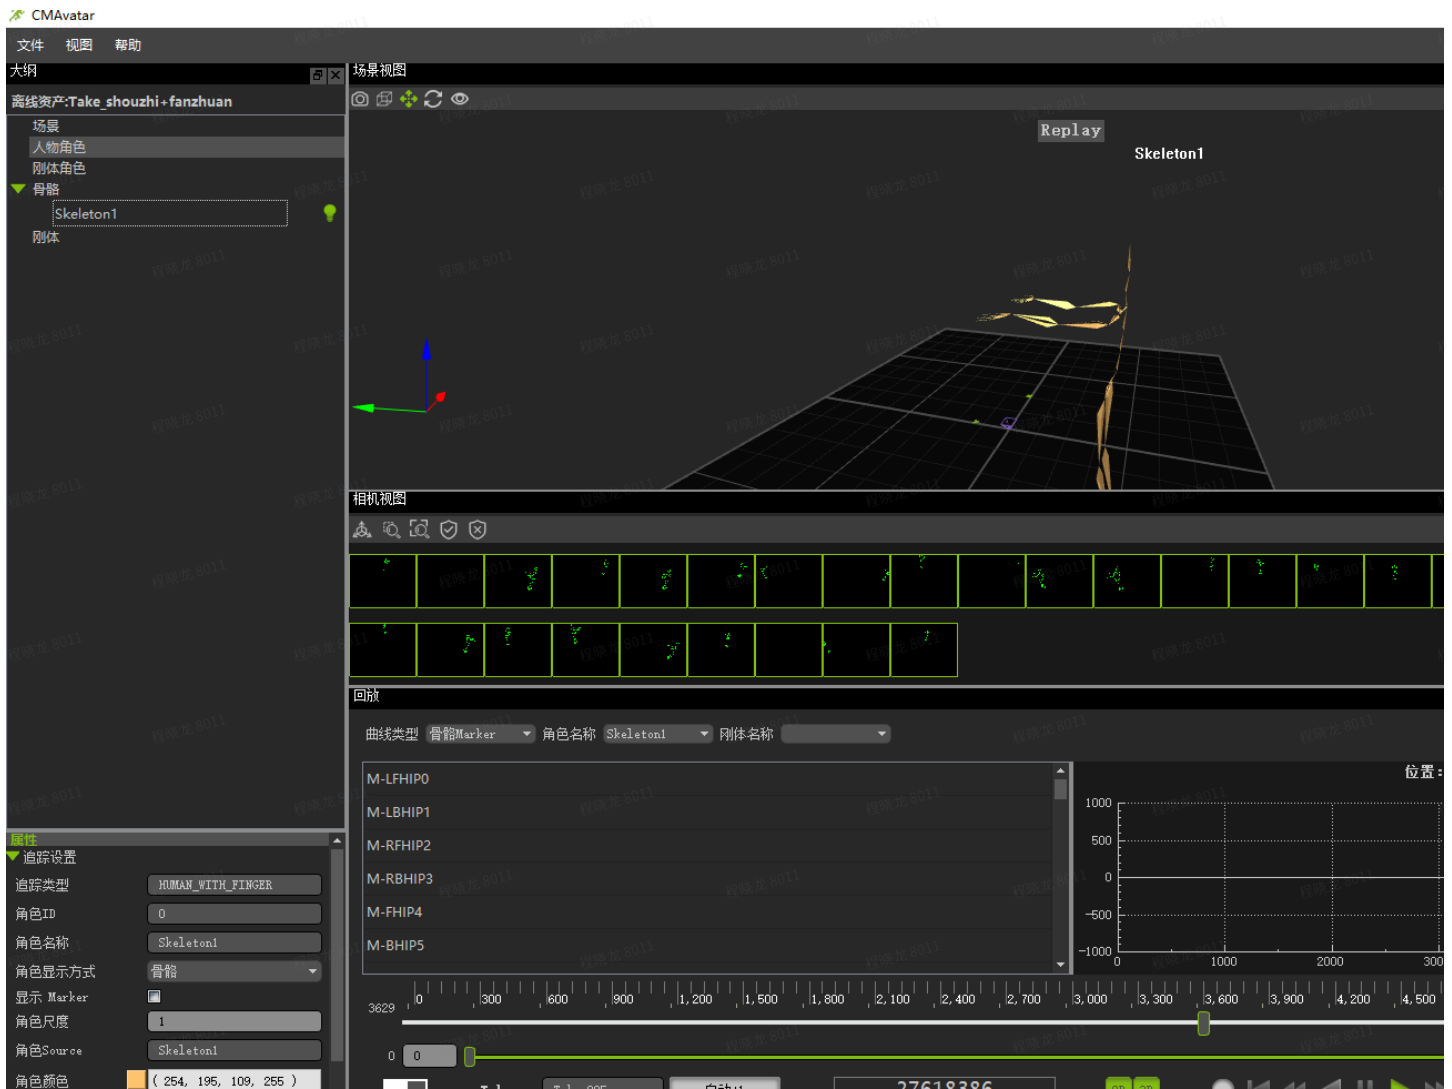 CMAvatar
文件 视图 帮助
大纲
离线资产:Take_shouzhi+fanzhuan
场景
人物角色
刚体角色
骨骼
Skeleton1
刚体
场景视图
Replay
Skeleton1
相机视图
回放
曲线类型 骨骼Marker 角色名称 Skeleton1 刚体名称
M-LFHIP0
M-LBHIP1
M-RFHIP2
M-RBHIP3
M-FHIP4
M-BHIP5
位置:
1000
500
0
-500
-1000
0 1000 2000 300
属性
追踪设置
追踪类型 HUMAN_WITH_FINGER
角色ID 0
角色名称 Skeleton1
角色显示方式 骨骼
显示 Marker
角色尺度 1
角色Source Skeleton1
角色颜色 ( 254, 195, 109, 255 )
3629 0 300 600 900 1,200 1,500 1,800 2,100 2,400 2,700 3,000 3,300 3,600 3,900 4,200 4,500
0 0
27618386
程晓龙 8011